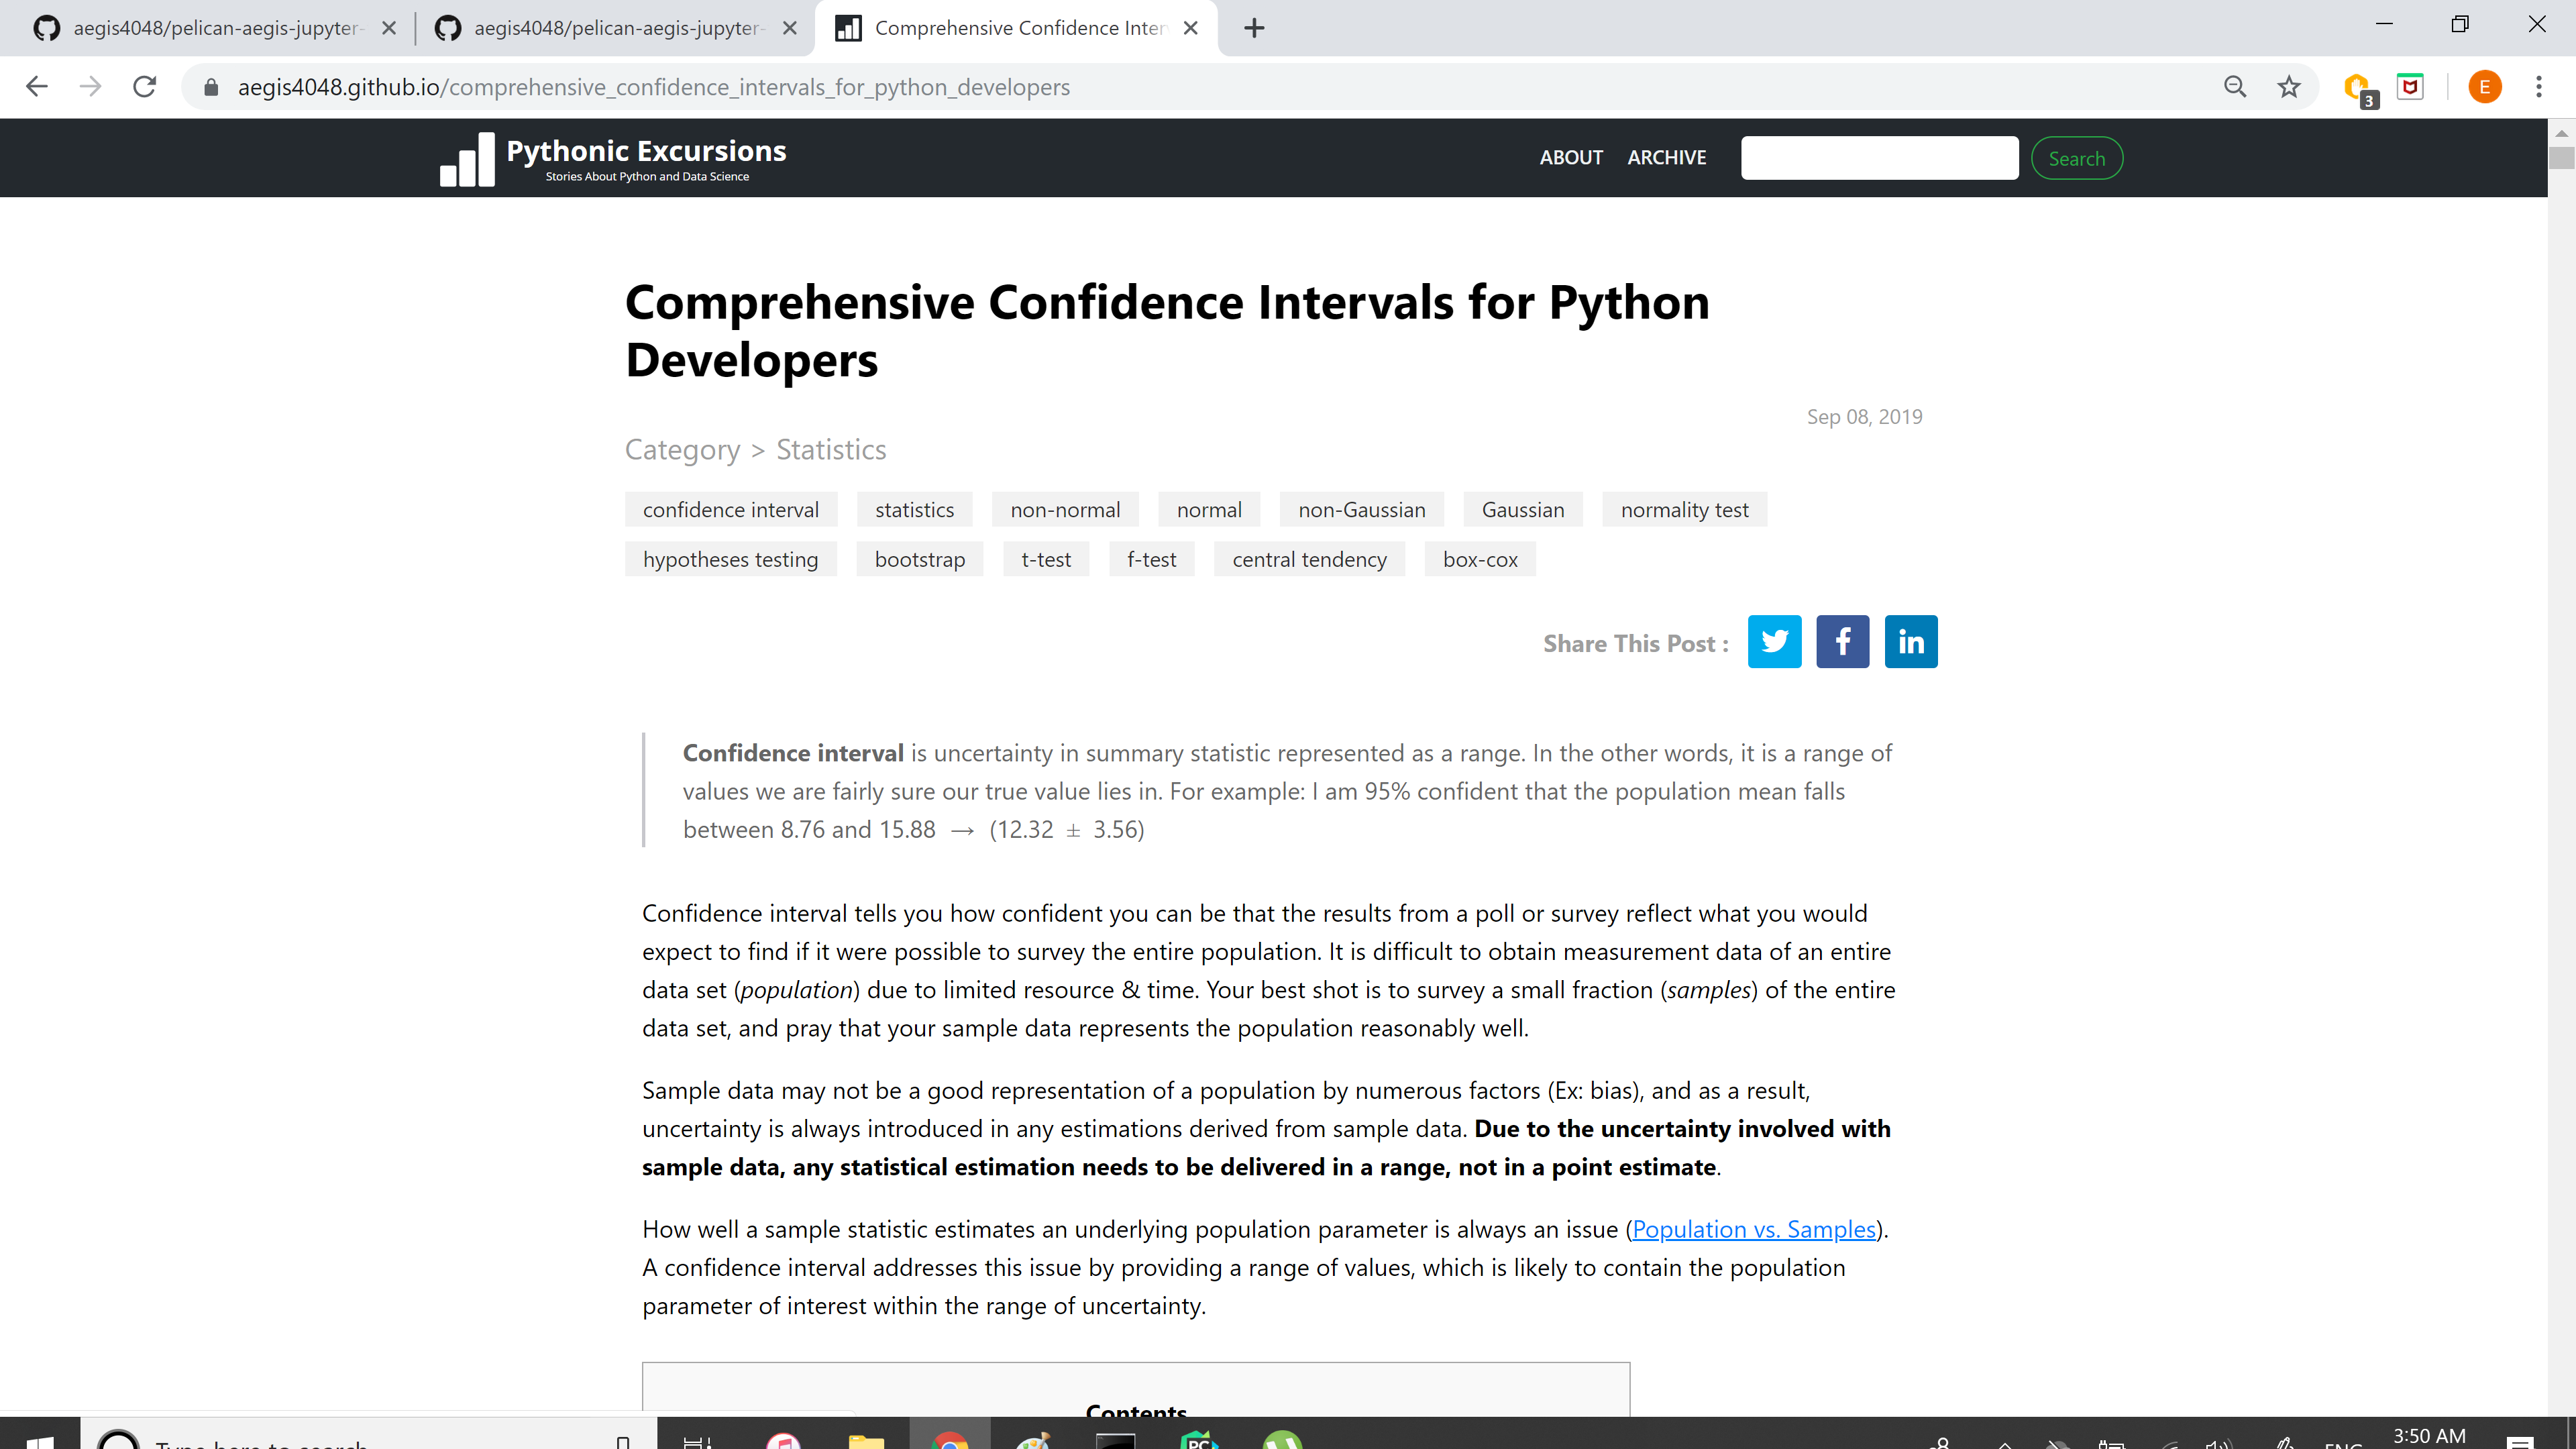 aegis4048/pelican-aegis-jupyter-
aegis4048/pelican-aegis-jupyter-
Comprehensive Confidence Inter
aegis4048.github.io/comprehensive_confidence_intervals_for_python_developers
3
E
Pythonic Excursions
Stories About Python and Data Science
ABOUT
ARCHIVE
Search
Comprehensive Confidence Intervals for Python
Developers
Sep 08, 2019
Category > Statistics
confidence interval statistics non-normal normal non-Gaussian Gaussian normality test
hypotheses testing bootstrap t-test f-test central tendency box-cox
Share This Post :
Confidence interval is uncertainty in summary statistic represented as a range. In the other words, it is a range of
values we are fairly sure our true value lies in. For example: I am 95% confident that the population mean falls
between 8.76 and 15.88 → (12.32 ± 3.56)
Confidence interval tells you how confident you can be that the results from a poll or survey reflect what you would
expect to find if it were possible to survey the entire population. It is difficult to obtain measurement data of an entire
data set (population) due to limited resource & time. Your best shot is to survey a small fraction (samples) of the entire
data set, and pray that your sample data represents the population reasonably well.
Sample data may not be a good representation of a population by numerous factors (Ex: bias), and as a result,
uncertainty is always introduced in any estimations derived from sample data. Due to the uncertainty involved with
sample data, any statistical estimation needs to be delivered in a range, not in a point estimate.
How well a sample statistic estimates an underlying population parameter is always an issue (Population vs. Samples).
A confidence interval addresses this issue by providing a range of values, which is likely to contain the population
parameter of interest within the range of uncertainty.
Contents
Type here to search
PC
ENG
3:50 AM